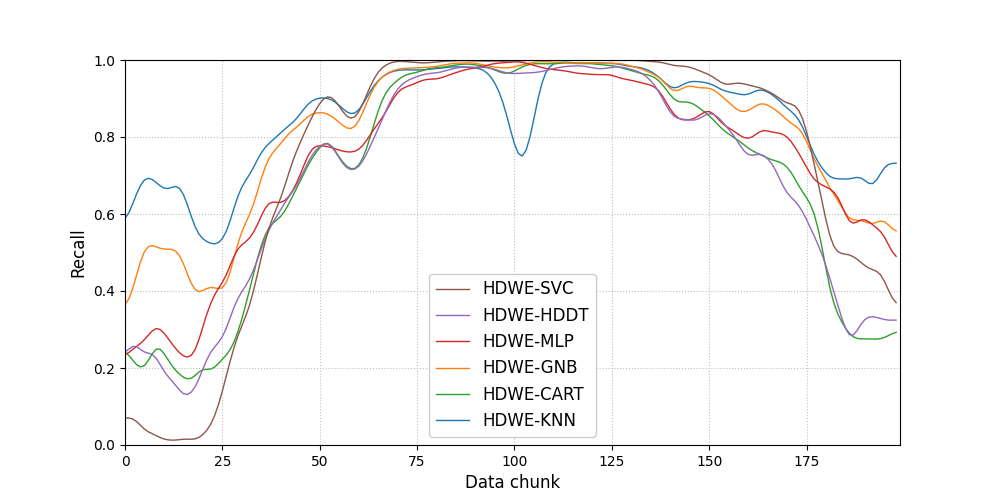 1.0
0.8
0.6
0.4
0.2
0.0
Recall
HDWE-SVC
HDWE-HDDT
HDWE-MLP
HDWE-GNB
HDWE-CART
HDWE-KNN
0 25 50 75 100 125 150 175
Data chunk